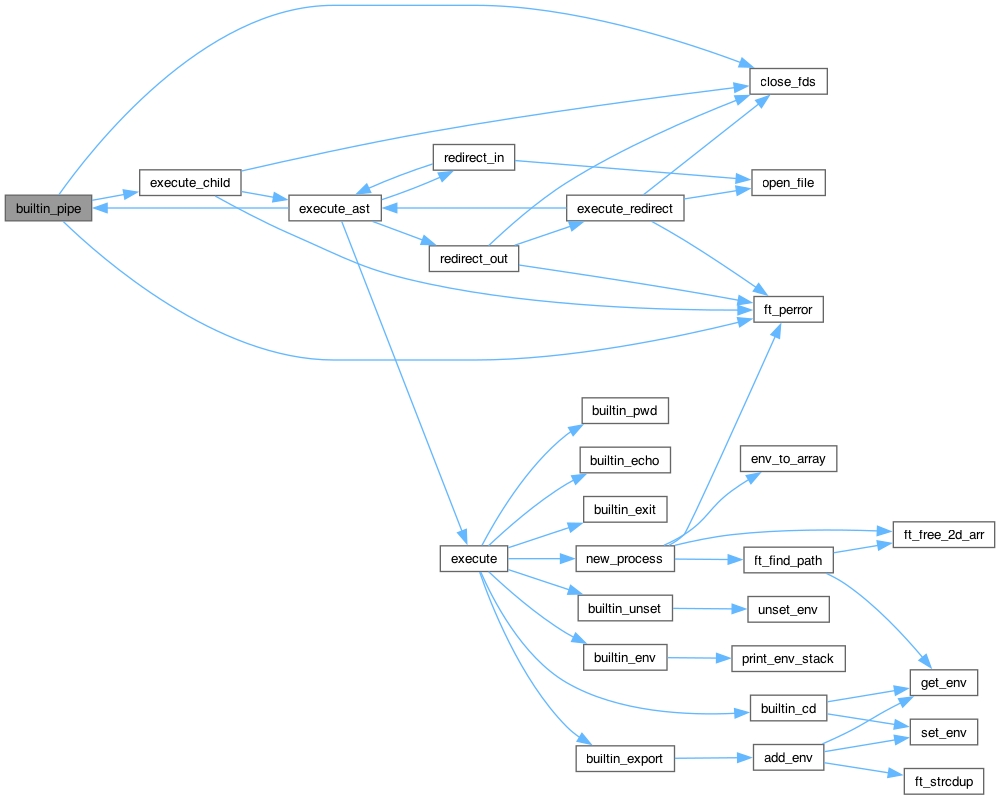 close_fds
redirect_in
execute_child
open_file
builtin_pipe
execute_ast
execute_redirect
redirect_out
ft_perror
builtin_pwd
builtin_echo
env_to_array
builtin_exit
ft_free_2d_arr
execute
new_process
ft_find_path
builtin_unset
unset_env
builtin_env
print_env_stack
get_env
builtin_cd
set_env
builtin_export
add_env
ft_strcdup